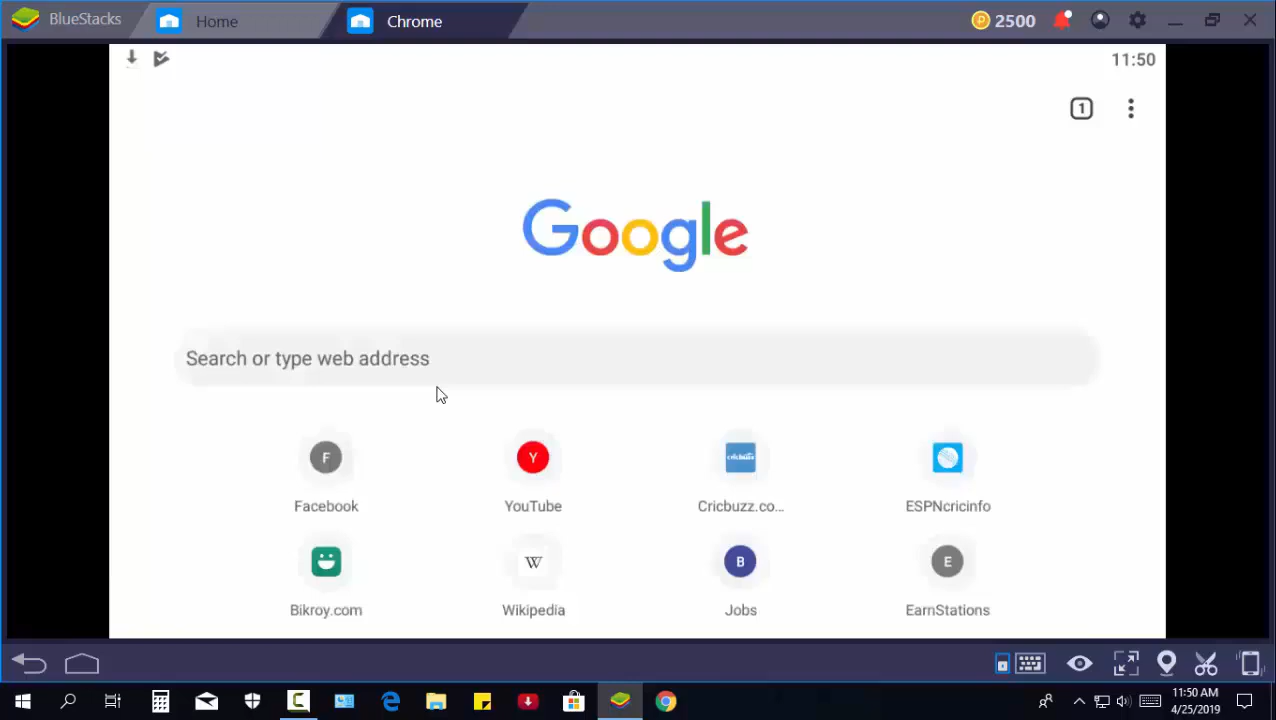 BlueStacks
Home
Chrome
2500
11:50
1
Google
Search or type web address
F
Y
cricbuzz
Facebook
YouTube
Cricbuzz.co...
ESPNcricinfo
W
B
E
Bikroy.com
Wikipedia
Jobs
EarnStations
11:50 AM
4/25/2019